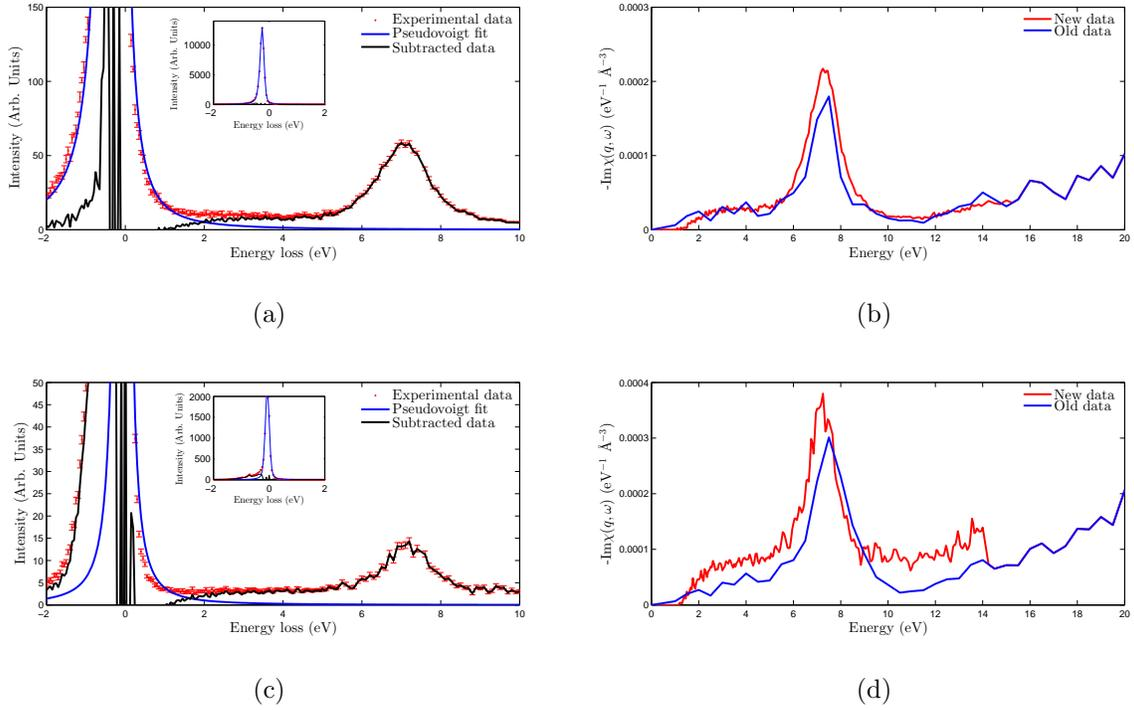 150
100
50
0
-2
0
2
4
6
8
10
Intensity (Arb. Units)
Energy loss (eV)
Experimental data
Pseudovoigt fit
Subtracted data
10000
5000
0
-2
0
2
Intensity (Arb. Units)
Energy loss (eV)
(a)
0.0003
0.0002
0.0001
0
0
2
4
6
8
10
12
14
16
18
20
-Imχ(q, ω) (eV⁻¹ Å⁻³)
Energy (eV)
New data
Old data
(b)
50
45
40
35
30
25
20
15
10
5
0
-2
0
2
4
6
8
10
Intensity (Arb. Units)
Energy loss (eV)
Experimental data
Pseudovoigt fit
Subtracted data
2000
1500
1000
500
0
-2
0
2
Intensity (Arb. Units)
Energy loss (eV)
(c)
0.0004
0.0003
0.0002
0.0001
0
0
2
4
6
8
10
12
14
16
18
20
-Imχ(q, ω) (eV⁻¹ Å⁻³)
Energy (eV)
New data
Old data
(d)